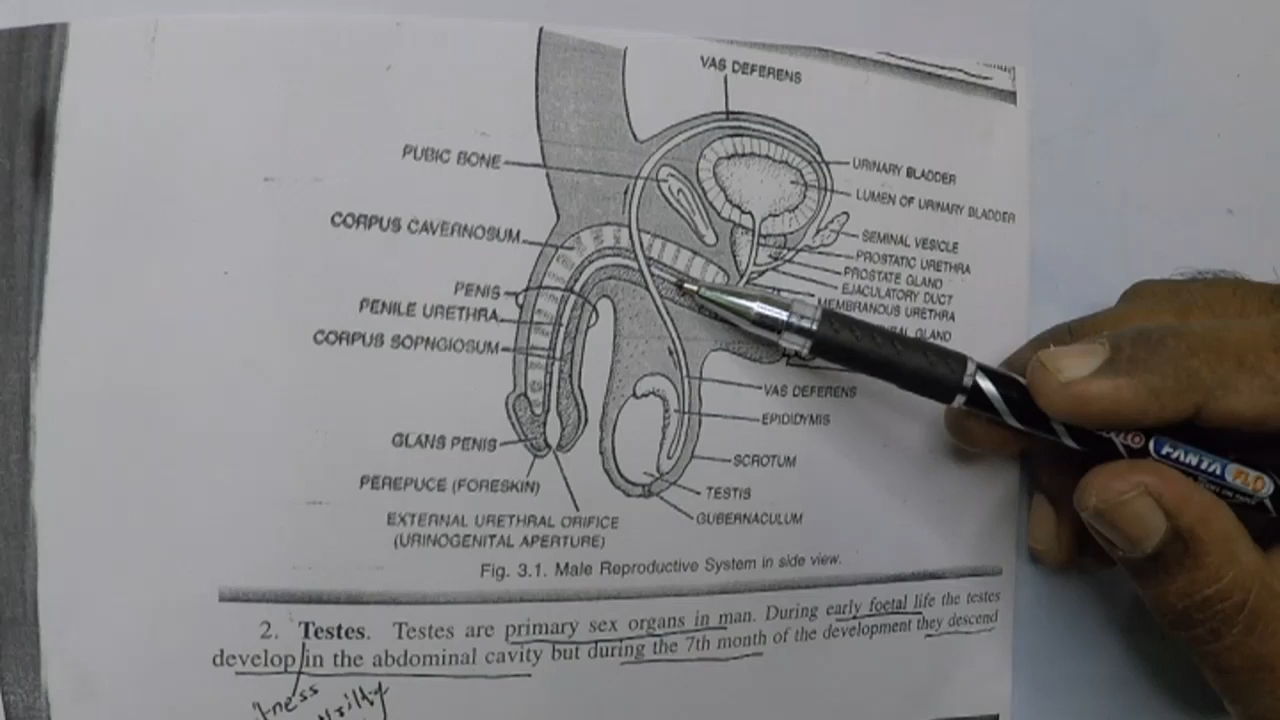 VAS DEFERENS
PUBIC BONE
URINARY BLADDER
LUMEN OF URINARY BLADDER
CORPUS CAVERNOSUM
SEMINAL VESICLE
PROSTATIC URETHRA
PROSTATE GLAND
EJACULATORY DUCT
MEMBRANOUS URETHRA
GLAND
PENIS
PENILE URETHRA
CORPUS SOPNGIOSUM
VAS DEFERENS
EPIDIDYMIS
GLANS PENIS
SCROTUM
PEREPUCE (FORESKIN)
TESTIS
GUBERNACULUM
EXTERNAL URETHRAL ORIFICE
(URINOGENITAL APERTURE)
Fig. 3.1. Male Reproductive System in side view.
2. Testes. Testes are primary sex organs in man. During early foetal life the testes
develop in the abdominal cavity but during the 7th month of the development they descend
FANTA FLO